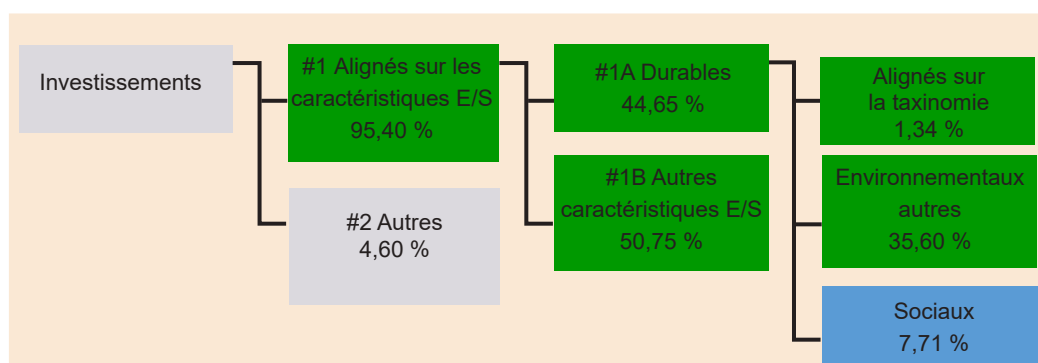 Investissements
#1 Alignés sur les
caractéristiques E/S
95,40 %
#2 Autres
4,60 %
#1A Durables
44,65 %
#1B Autres
caractéristiques E/S
50,75 %
Alignés sur
la taxinomie
1,34 %
Environnementaux
autres
35,60 %
Sociaux
7,71 %